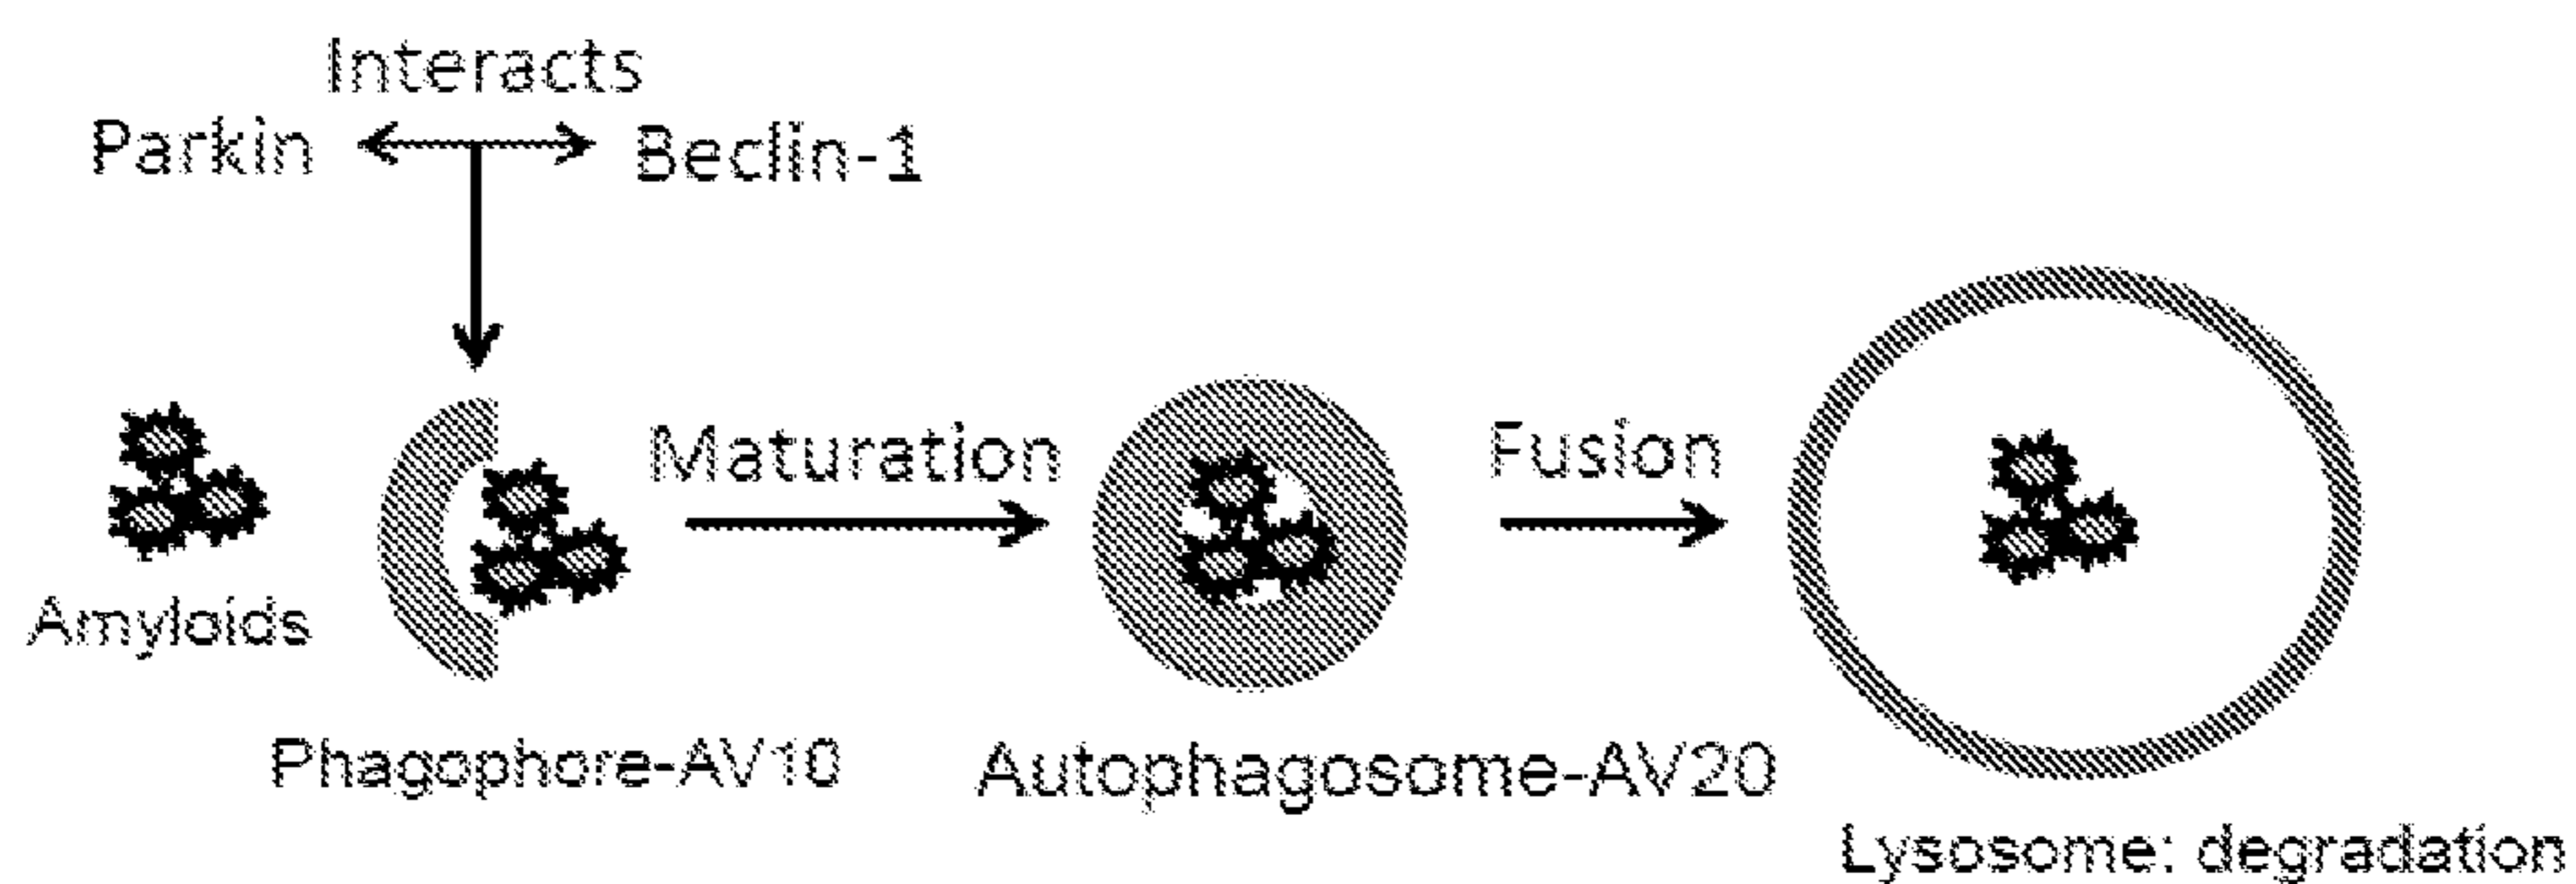 Interacts
Parkin
Beclin-1
Maturation
Fusion
Amyloids
Phagophore-AV10
Autophagosome-AV20
Lysosome: degradation